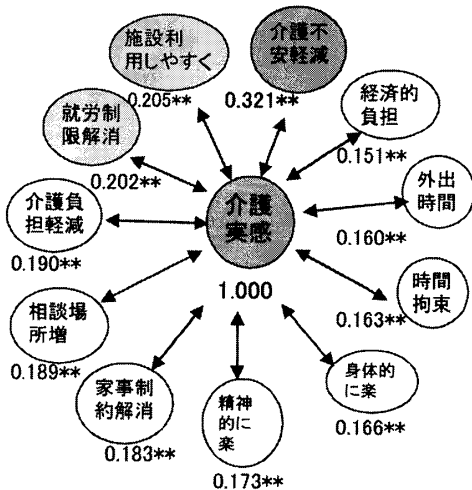 施設利
用しやすく
0.205**
介護不
安軽減
0.321**
経済的
負担
0.151**
就労制
限解消
0.202**
外出
時間
0.160**
介護
実感
1.000
介護負
担軽減
0.190**
時間
拘束
0.163**
相談場
所増
0.189**
身体的
に楽
0.166**
家事制
約解消
0.183**
精神
的に
楽
0.173**